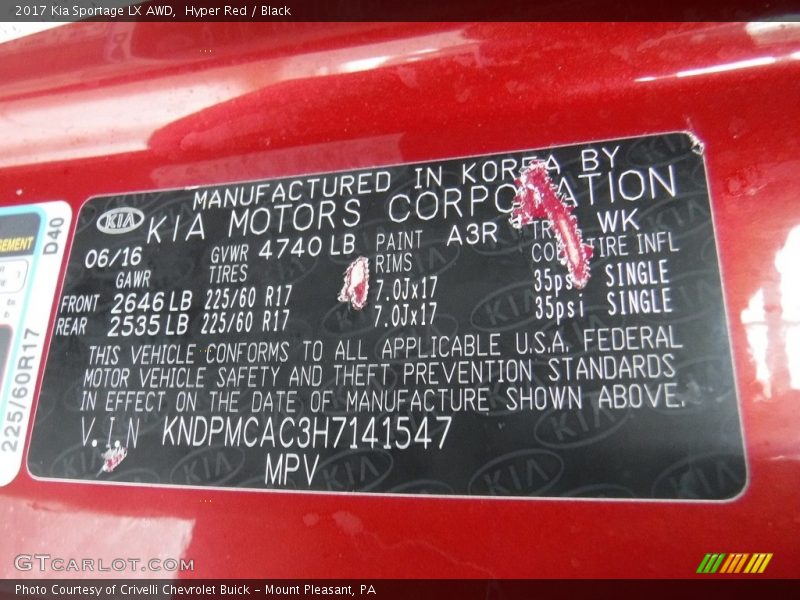 2017 Kia Sportage LX AWD, Hyper Red / Black
MANUFACTURED IN KOREA BY
KIA KIA MOTORS CORPORATION
06/16 GVWR 4740 LB PAINT A3R WK
GAWR TIRES RIMS TIRE INFL
FRONT 2646 LB 225/60 R17 7.0Jx17 35psi SINGLE
REAR 2535 LB 225/60 R17 7.0Jx17 35psi SINGLE
THIS VEHICLE CONFORMS TO ALL APPLICABLE U.S.A. FEDERAL
MOTOR VEHICLE SAFETY AND THEFT PREVENTION STANDARDS
IN EFFECT ON THE DATE OF MANUFACTURE SHOWN ABOVE.
V.I.N KNDPMCAC3H7141547
MPV
D40
225/60R17
GTCARLOT.COM
Photo Courtesy of Crivelli Chevrolet Buick - Mount Pleasant, PA